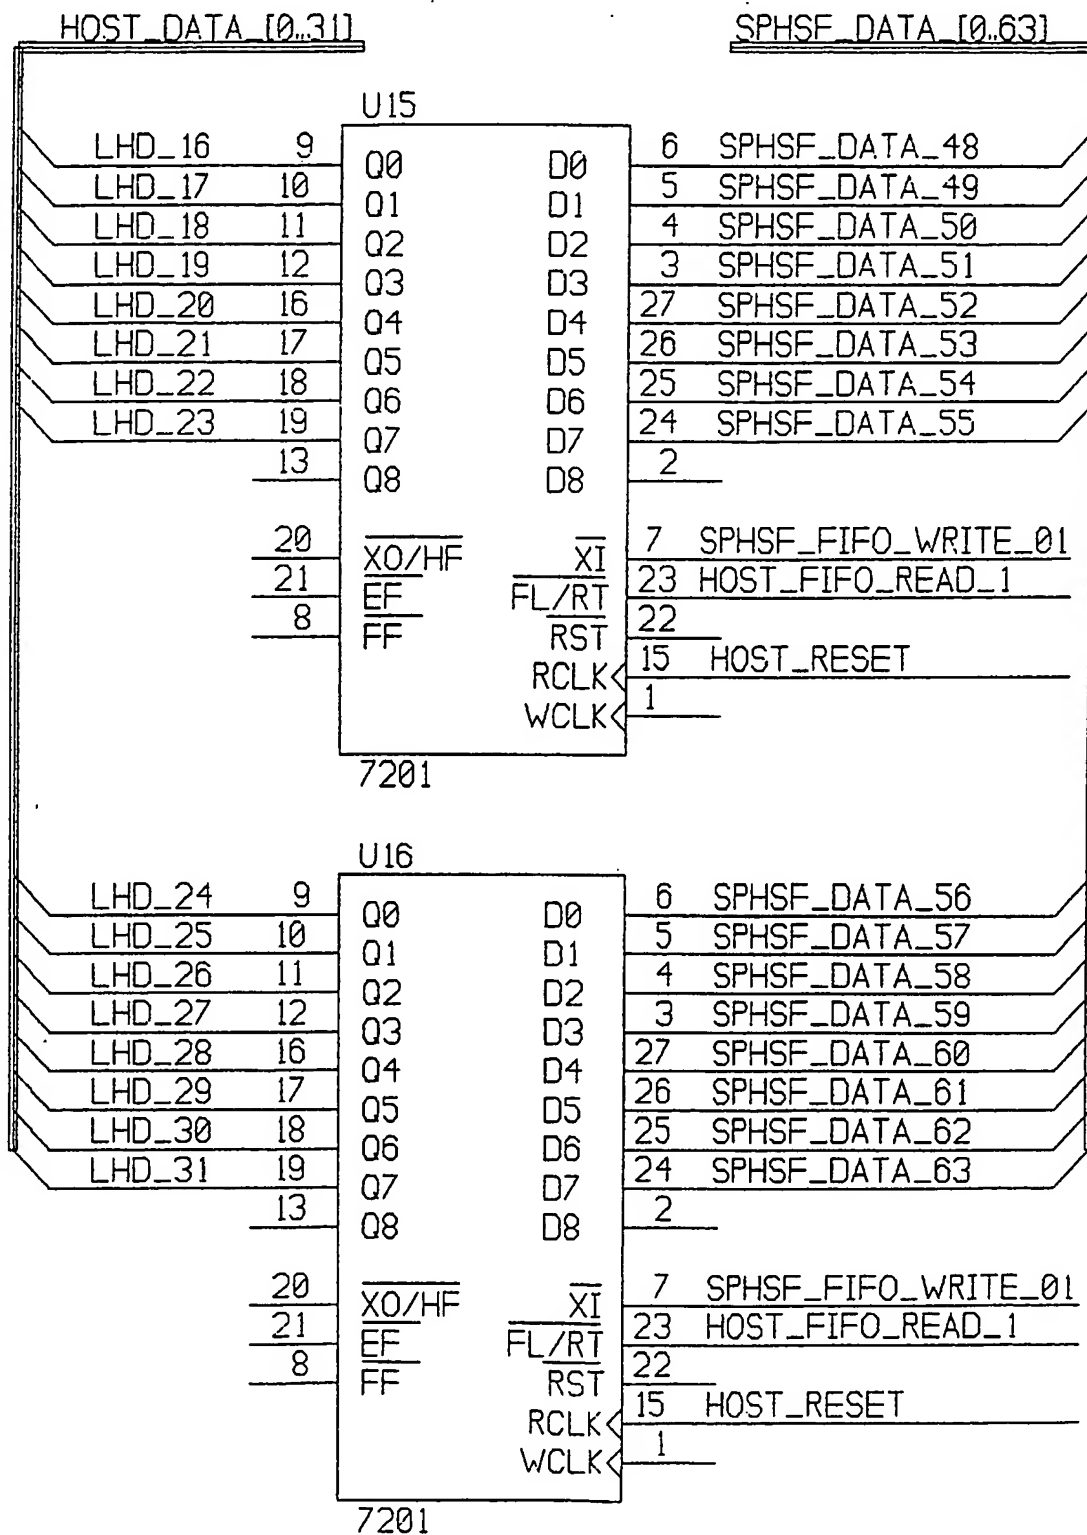 HOST_DATA_[0..31] SPHSF_DATA_[0..63]
U15
LHD_16 9 Q0 D0 6 SPHSF_DATA_48
LHD_17 10 Q1 D1 5 SPHSF_DATA_49
LHD_18 11 Q2 D2 4 SPHSF_DATA_50
LHD_19 12 Q3 D3 3 SPHSF_DATA_51
LHD_20 16 Q4 D4 27 SPHSF_DATA_52
LHD_21 17 Q5 D5 26 SPHSF_DATA_53
LHD_22 18 Q6 D6 25 SPHSF_DATA_54
LHD_23 19 Q7 D7 24 SPHSF_DATA_55
13 Q8 D8 2
20 XO/HF XI 7 SPHSF_FIFO_WRITE_01
21 EF FL/RT 23 HOST_FIFO_READ_1
8 FF RST 22
RCLK 15 HOST_RESET
WCLK 1
7201
U16
LHD_24 9 Q0 D0 6 SPHSF_DATA_56
LHD_25 10 Q1 D1 5 SPHSF_DATA_57
LHD_26 11 Q2 D2 4 SPHSF_DATA_58
LHD_27 12 Q3 D3 3 SPHSF_DATA_59
LHD_28 16 Q4 D4 27 SPHSF_DATA_60
LHD_29 17 Q5 D5 26 SPHSF_DATA_61
LHD_30 18 Q6 D6 25 SPHSF_DATA_62
LHD_31 19 Q7 D7 24 SPHSF_DATA_63
13 Q8 D8 2
20 XO/HF XI 7 SPHSF_FIFO_WRITE_01
21 EF FL/RT 23 HOST_FIFO_READ_1
8 FF RST 22
RCLK 15 HOST_RESET
WCLK 1
7201